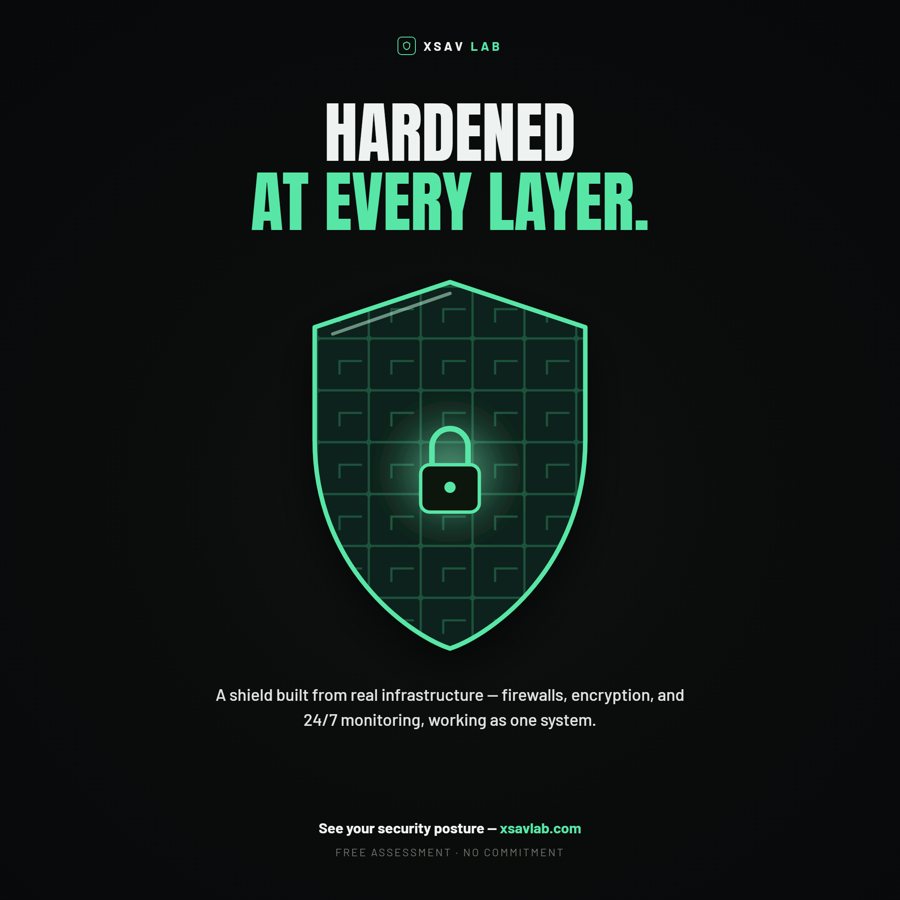 XSAV LAB
HARDENED
AT EVERY LAYER.
A shield built from real infrastructure — firewalls, encryption, and
24/7 monitoring, working as one system.
See your security posture — xsavlab.com
FREE ASSESSMENT · NO COMMITMENT